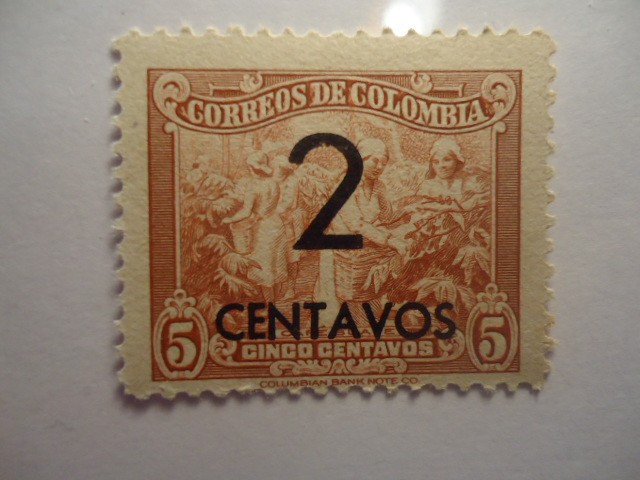 CORREOS DE COLOMBIA
2
CENTAVOS
5 5
CINCO CENTAVOS
COLUMBIAN BANK NOTE CO.